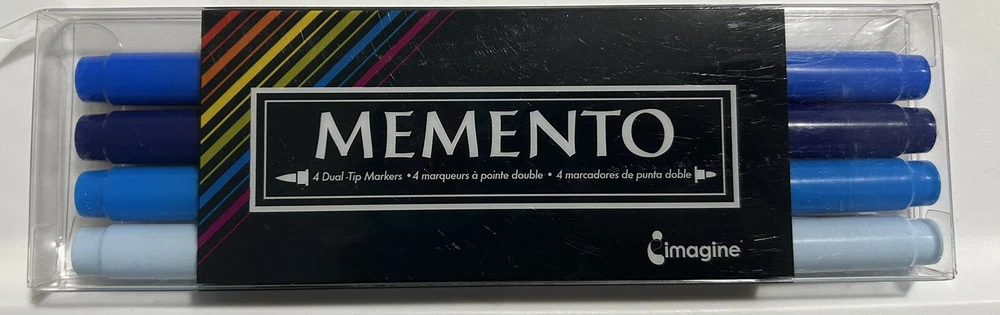 MEMENTO
4 Dual-Tip Markers • 4 marqueurs à pointe double • 4 marcadores de punta doble
imagine